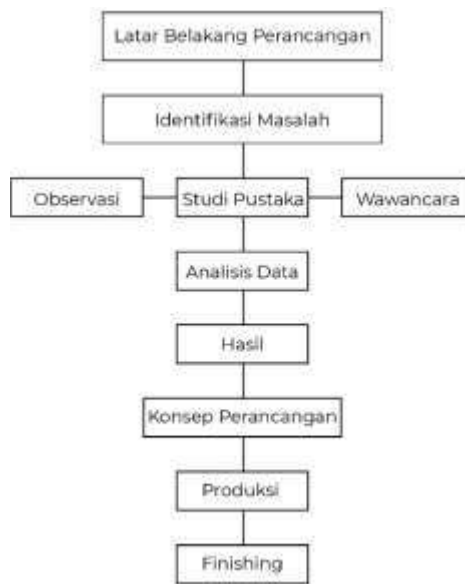 Latar Belakang Perancangan
Identifikasi Masalah
Observasi
Studi Pustaka
Wawancara
Analisis Data
Hasil
Konsep Perancangan
Produksi
Finishing